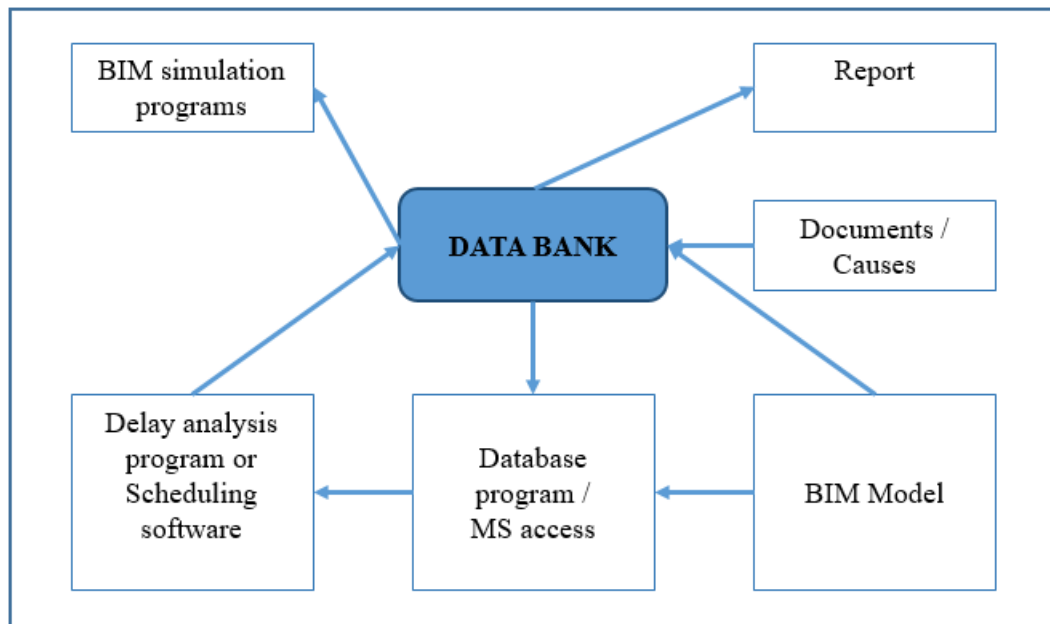 BIM simulation
programs
Report
DATA BANK
Documents /
Causes
Delay analysis
program or
Scheduling
software
Database
program /
MS access
BIM Model